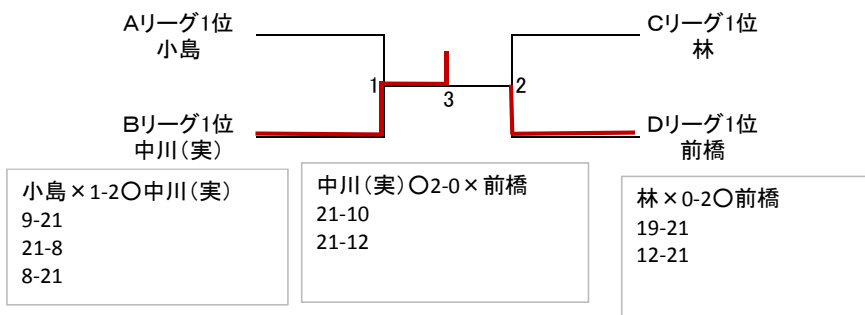 Aリーグ1位
小島
Cリーグ1位
林
1
2
3
Bリーグ1位
中川(実)
Dリーグ1位
前橋
小島×1-2〇中川(実)
9-21
21-8
8-21
中川(実)〇2-0×前橋
21-10
21-12
林×0-2〇前橋
19-21
12-21